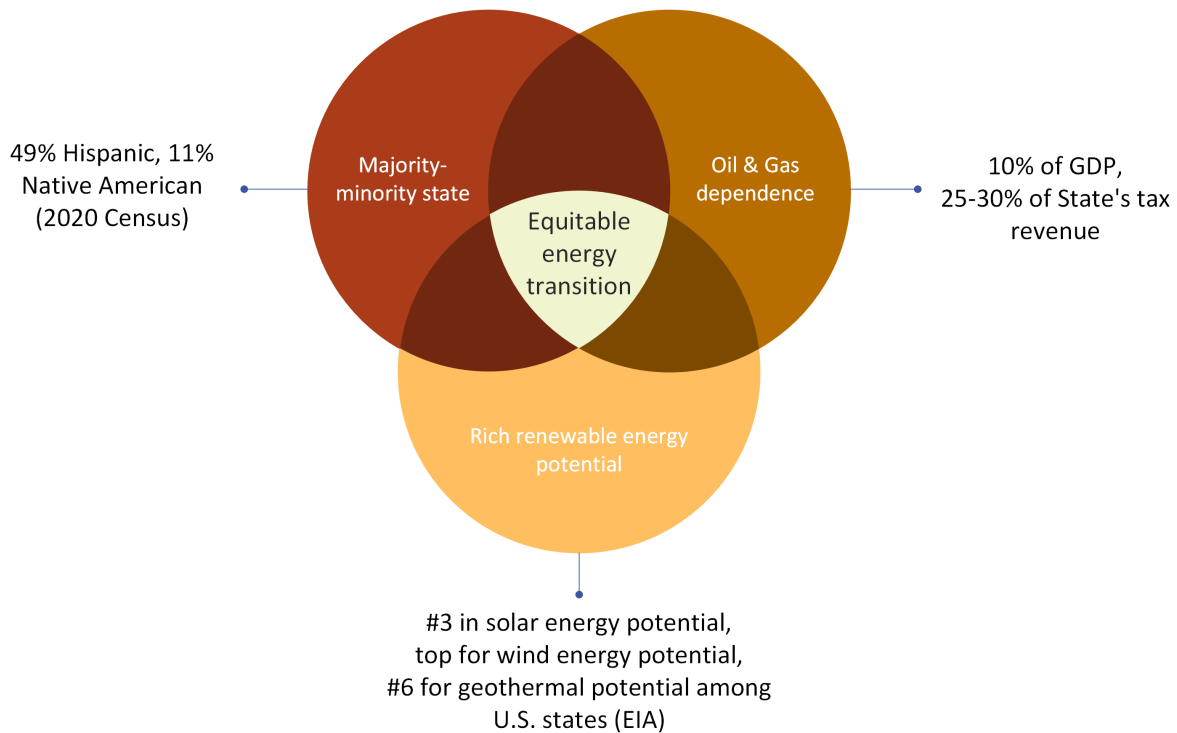 49% Hispanic, 11%
Native American
(2020 Census)
Majority-
minority state
Oil & Gas
dependence
10% of GDP,
25-30% of State's tax
revenue
Equitable
energy
transition
Rich renewable energy
potential
#3 in solar energy potential,
top for wind energy potential,
#6 for geothermal potential among
U.S. states (EIA)